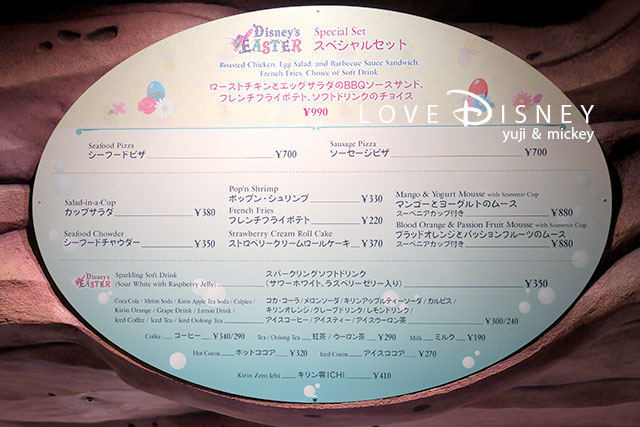 Disney's EASTER Special Set スペシャルセット
Roasted Chicken, Egg Salad, and Barbecue Sauce Sandwich,
French Fries, Choice of Soft Drink
ローストチキンとエッグサラダのBBQソースサンド、
フレンチフライポテト、ソフトドリンクのチョイス
¥990
LOVE DISNEY
yuji & mickey
Seafood Pizza
シーフードピザ ¥700
Sausage Pizza
ソーセージピザ ¥700
Salad-in-a-Cup
カップサラダ ¥380
Seafood Chowder
シーフードチャウダー ¥350
Pop'n Shrimp
ポップン・シュリンプ ¥330
French Fries
フレンチフライポテト ¥220
Strawberry Cream Roll Cake
ストロベリークリームロールケーキ ¥370
Mango & Yogurt Mousse with Souvenir Cup
マンゴーとヨーグルトのムース
スーベニアカップ付き ¥880
Blood Orange & Passion Fruit Mousse with Souvenir Cup
ブラッドオレンジとパッションフルーツのムース
スーベニアカップ付き ¥880
Disney's EASTER
Sparkling Soft Drink
(Sour White with Raspberry Jelly)
スパークリングソフトドリンク
(サワーホワイト、ラズベリーゼリー入り) ¥350
Coca-Cola / Melon Soda / Kirin Apple Tea Soda / Calpico /
Kirin Orange / Grape Drink / Lemon Drink /
Iced Coffee / Iced Tea / Iced Oolong Tea
コカ・コーラ/メロンソーダ/キリンアップルティーソーダ/カルピス/
キリンオレンジ/グレープドリンク/レモンドリンク/
アイスコーヒー/アイスティー/アイスウーロン茶 ¥300/240
Coffee コーヒー ¥340/290 Tea / Oolong Tea 紅茶/ウーロン茶 ¥290 Milk ミルク ¥190
Hot Cocoa ホットココア ¥320 Iced Cocoa アイスココア ¥270
Kirin Zero Ichi キリン零ICHI ¥410